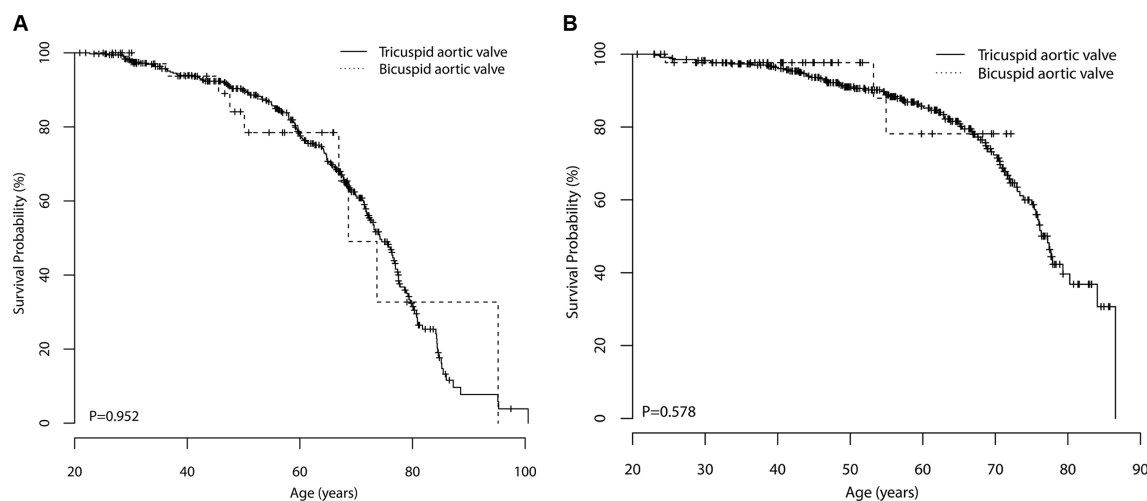 A
Survival Probability (%)
100
80
60
40
20
0
Tricuspid aortic valve
Bicuspid aortic valve
P=0.952
20 40 60 80 100
Age (years)
B
Survival Probability (%)
100
80
60
40
20
0
Tricuspid aortic valve
Bicuspid aortic valve
P=0.578
20 30 40 50 60 70 80 90
Age (years)